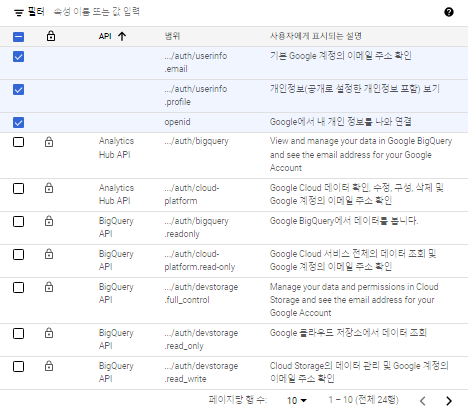 필터 속성 이름 또는 값 입력
API 범위 사용자에게 표시되는 설명
.../auth/userinfo 기본 Google 계정의 이메일 주소 확인
.email
.../auth/userinfo 개인정보(공개로 설정한 개인정보 포함) 보기
.profile
openid Google에서 내 개인 정보를 나와 연결
Analytics .../auth/bigquery View and manage your data in Google BigQuery
Hub API and see the email address for your Google
Account
Analytics .../auth/cloud- Google Cloud 데이터 확인, 수정, 구성, 삭제 및
Hub API platform Google 계정의 이메일 주소 확인
BigQuery .../auth/bigquery Google BigQuery에서 데이터를 봅니다.
API .readonly
BigQuery .../auth/cloud- Google Cloud 서비스 전체의 데이터 조회 및
API platform.read-only Google 계정의 이메일 주소 확인
BigQuery .../auth/devstorage Manage your data and permissions in Cloud
API .full_control Storage and see the email address for your
Google Account
BigQuery .../auth/devstorage Google 클라우드 저장소에서 데이터 조회
API .read_only
BigQuery .../auth/devstorage Cloud Storage의 데이터 관리 및 Google 계정의
API .read_write 이메일 주소 확인
페이지당 행 수: 10 1 – 10 (전체 24행)